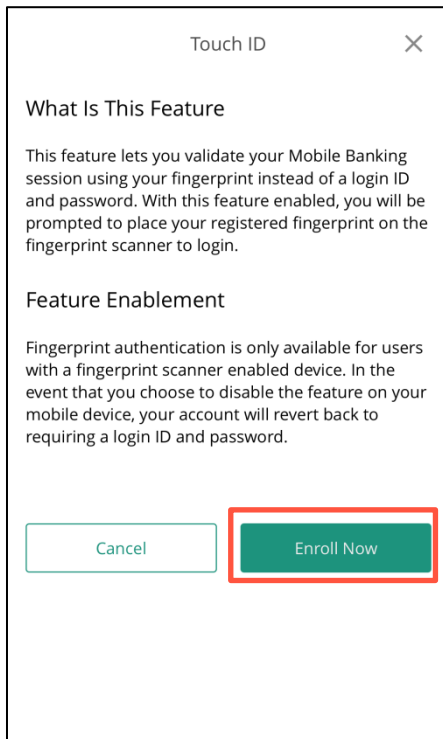 Touch ID
What Is This Feature
This feature lets you validate your Mobile Banking
session using your fingerprint instead of a login ID
and password. With this feature enabled, you will be
prompted to place your registered fingerprint on the
fingerprint scanner to login.
Feature Enablement
Fingerprint authentication is only available for users
with a fingerprint scanner enabled device. In the
event that you choose to disable the feature on your
mobile device, your account will revert back to
requiring a login ID and password.
Cancel
Enroll Now